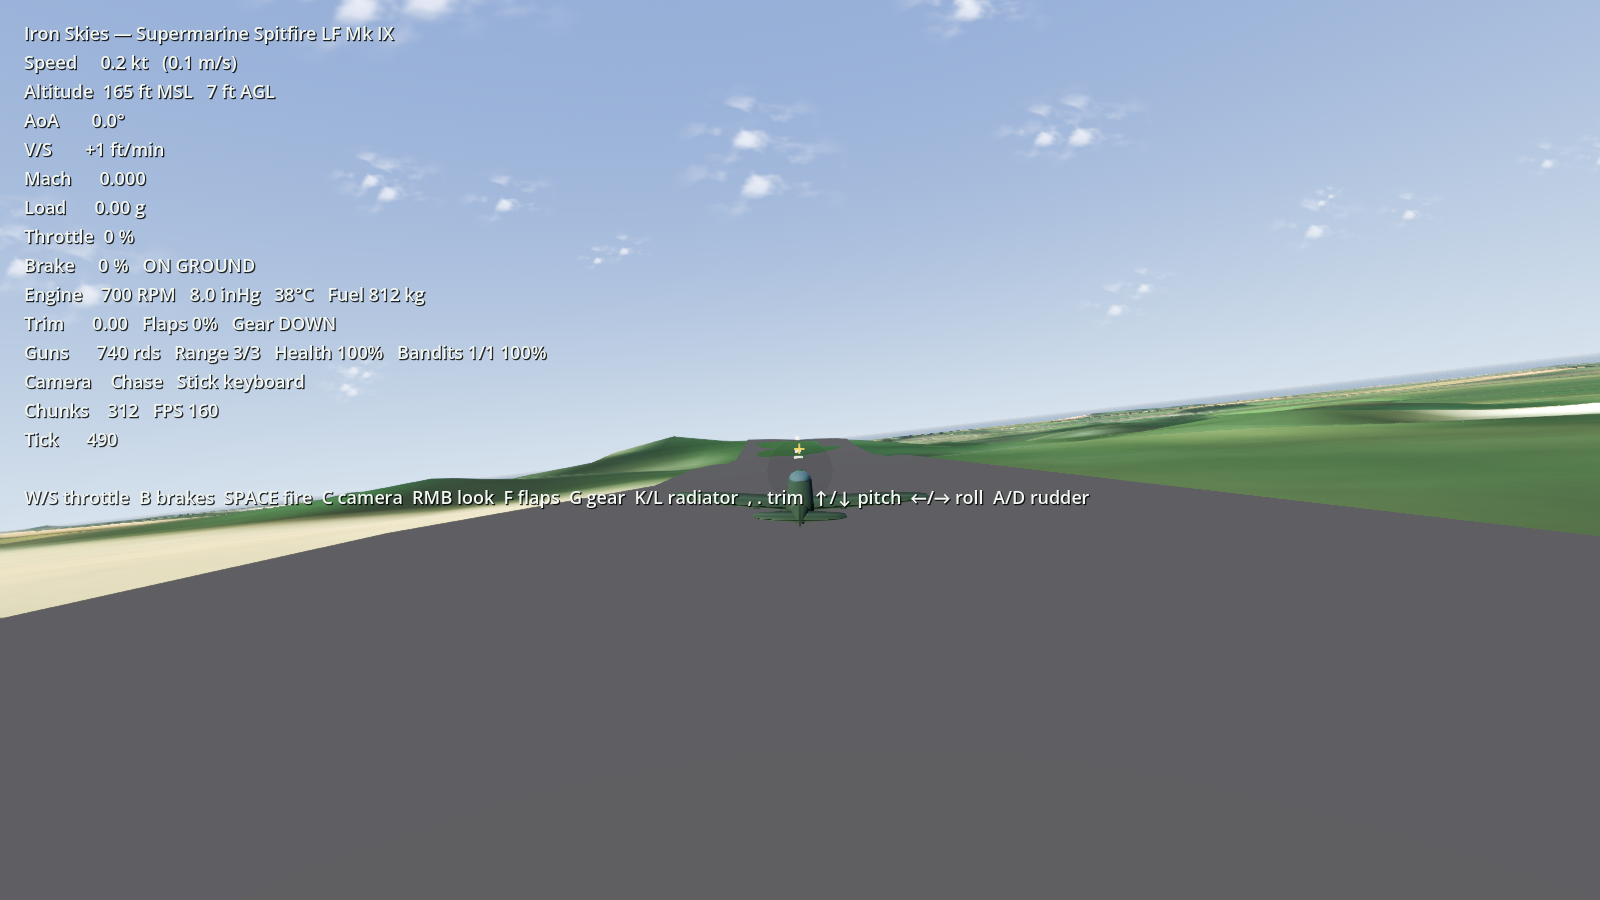 Iron Skies — Supermarine Spitfire LF Mk IX
Speed 0.2 kt (0.1 m/s)
Altitude 165 ft MSL 7 ft AGL
AoA 0.0°
V/S +1 ft/min
Mach 0.000
Load 0.00 g
Throttle 0 %
Brake 0 % ON GROUND
Engine 700 RPM 8.0 inHg 38°C Fuel 812 kg
Trim 0.00 Flaps 0% Gear DOWN
Guns 740 rds Range 3/3 Health 100% Bandits 1/1 100%
Camera Chase Stick keyboard
Chunks 312 FPS 160
Tick 490
W/S throttle B brakes SPACE fire C camera RMB look F flaps G gear K/L radiator , . trim ↑/↓ pitch ←/→ roll A/D rudder